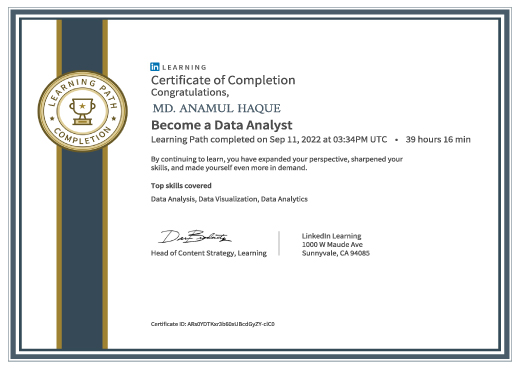 LEARNING PATH
COMPLETION
in LEARNING
Certificate of Completion
Congratulations,
MD. ANAMUL HAQUE
Become a Data Analyst
Learning Path completed on Sep 11, 2022 at 03:34PM UTC • 39 hours 16 min
By continuing to learn, you have expanded your perspective, sharpened your
skills, and made yourself even more in demand.
Top skills covered
Data Analysis, Data Visualization, Data Analytics
Head of Content Strategy, Learning
LinkedIn Learning
1000 W Maude Ave
Sunnyvale, CA 94085
Certificate ID: